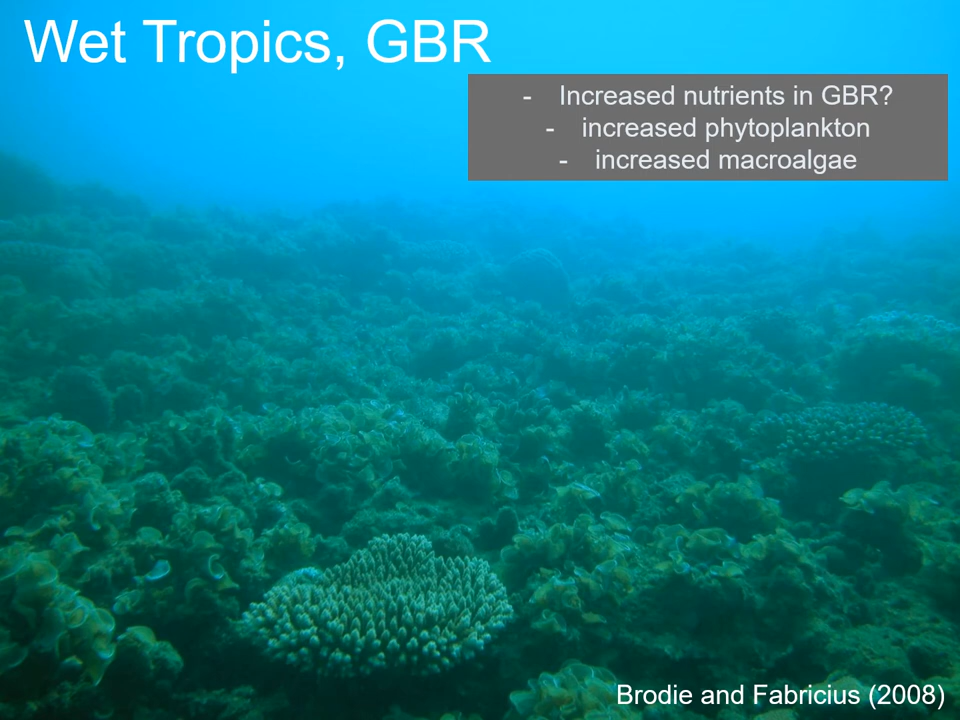 Wet Tropics, GBR
- Increased nutrients in GBR?
- increased phytoplankton
- increased macroalgae
Brodie and Fabricius (2008)